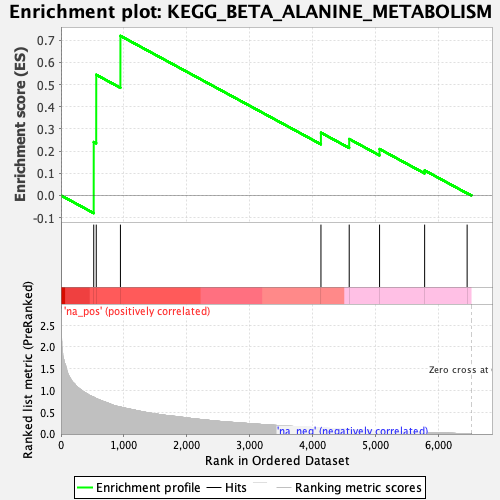 Enrichment plot: KEGG_BETA_ALANINE_METABOLISM
Enrichment score (ES)
0.7
0.6
0.5
0.4
0.3
0.2
0.1
0.0
-0.1
'na_pos' (positively correlated)
Ranked list metric (PreRanked)
2.5
2.0
1.5
1.0
0.5
0.0
Zero cross at
'na_neg' (negatively correlated)
0 1,000 2,000 3,000 4,000 5,000 6,000
Rank in Ordered Dataset
Enrichment profile Hits Ranking metric scores